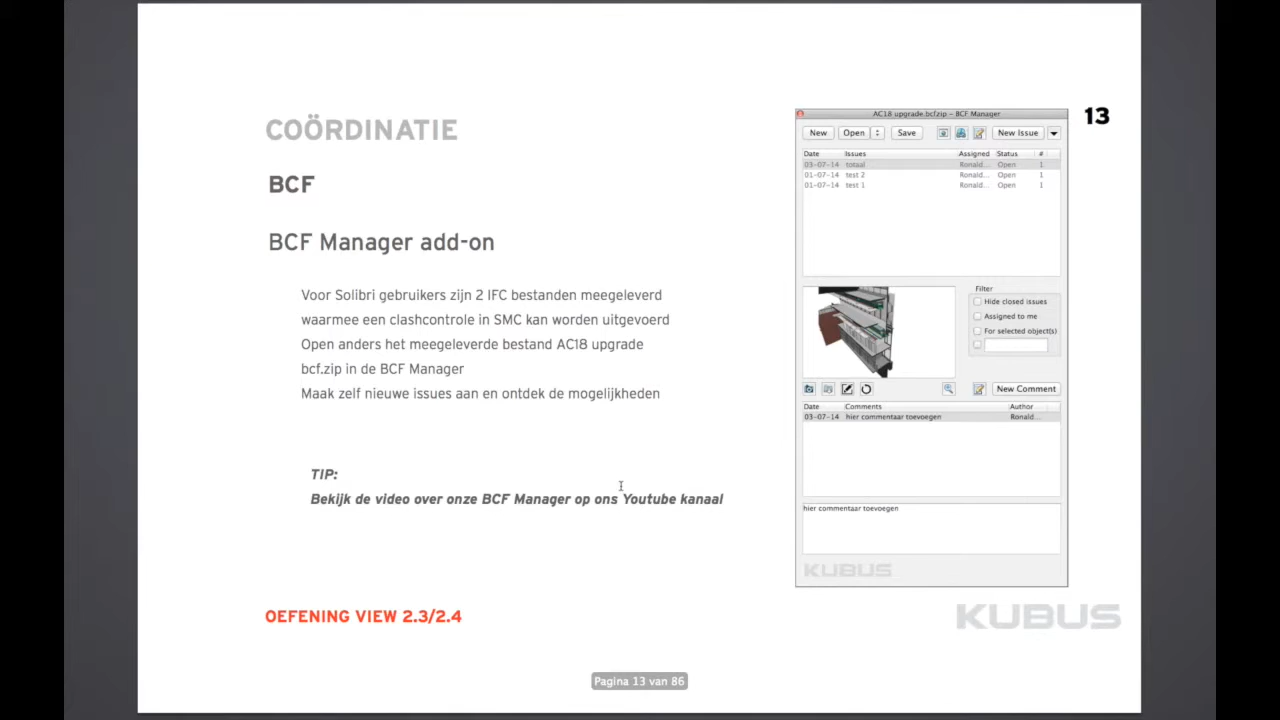 COÖRDINATIE
13
BCF
BCF Manager add-on
Voor Solibri gebruikers zijn 2 IFC bestanden meegeleverd
waarmee een clashcontrole in SMC kan worden uitgevoerd
Open anders het meegeleverde bestand AC18 upgrade
bcf.zip in de BCF Manager
Maak zelf nieuwe issues aan en ontdek de mogelijkheden
TIP:
Bekijk de video over onze BCF Manager op ons Youtube kanaal
OEFENING VIEW 2.3/2.4
AC18 upgrade.bcfzip – BCF Manager
New Open Save New Issue
Date Issues Assigned Status #
03-07-14 totaal Ronald... Open 1
01-07-14 test 2 Ronald... Open 1
01-07-14 test 1 Ronald... Open 1
Filter
Hide closed issues
Assigned to me
For selected object(s)
New Comment
Date Comments Author
03-07-14 hier commentaar toevoegen Ronald...
hier commentaar toevoegen
KUBUS
KUBUS
Pagina 13 van 86